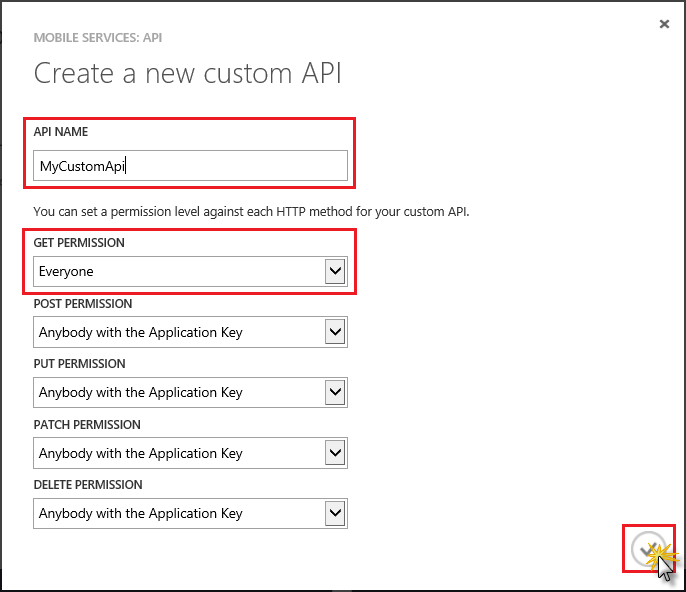 MOBILE SERVICES: API
Create a new custom API
API NAME
MyCustomApi
You can set a permission level against each HTTP method for your custom API.
GET PERMISSION
Everyone
POST PERMISSION
Anybody with the Application Key
PUT PERMISSION
Anybody with the Application Key
PATCH PERMISSION
Anybody with the Application Key
DELETE PERMISSION
Anybody with the Application Key